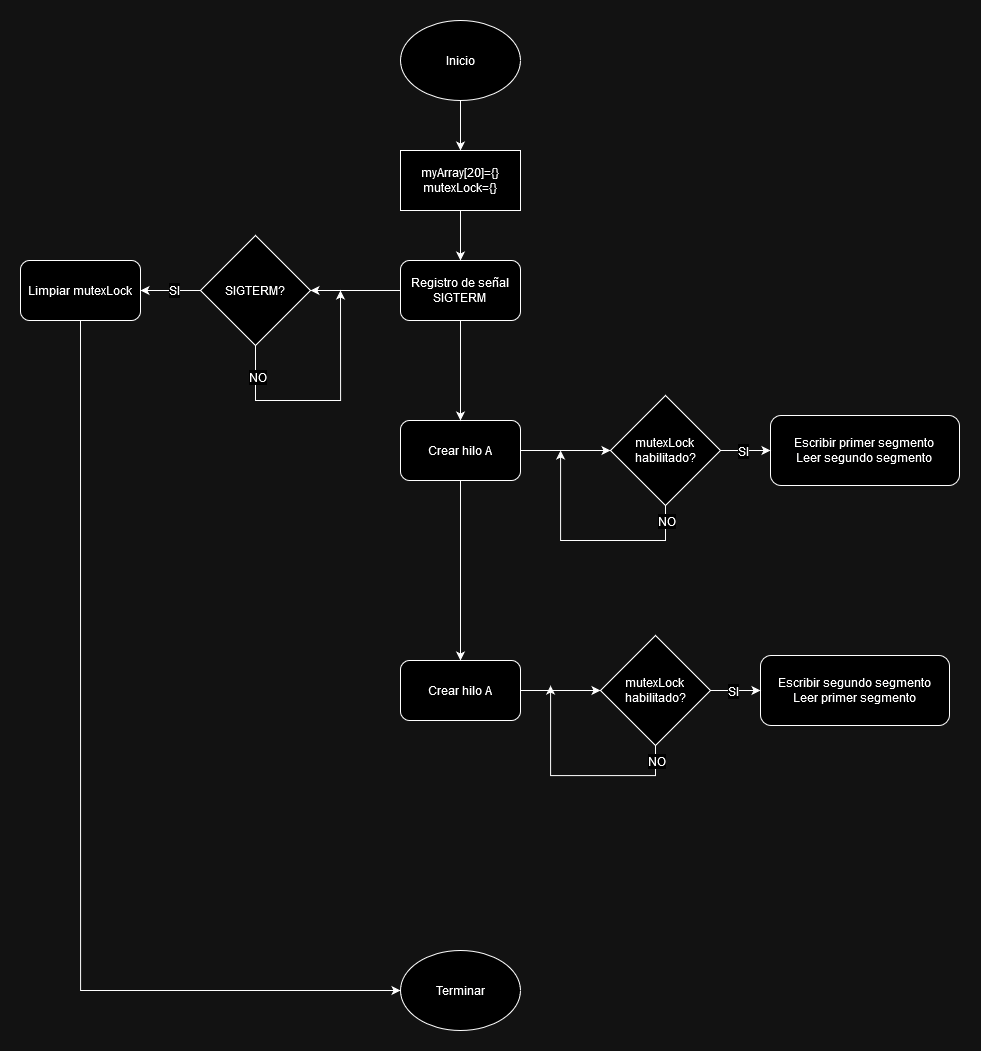 Inicio
myArray[20]={}
mutexLock={}
Registro de señal
SIGTERM
SIGTERM?
SI
Limpiar mutexLock
NO
Crear hilo A
mutexLock
habilitado?
SI
Escribir primer segmento
Leer segundo segmento
NO
Crear hilo A
mutexLock
habilitado?
SI
Escribir segundo segmento
Leer primer segmento
NO
Terminar